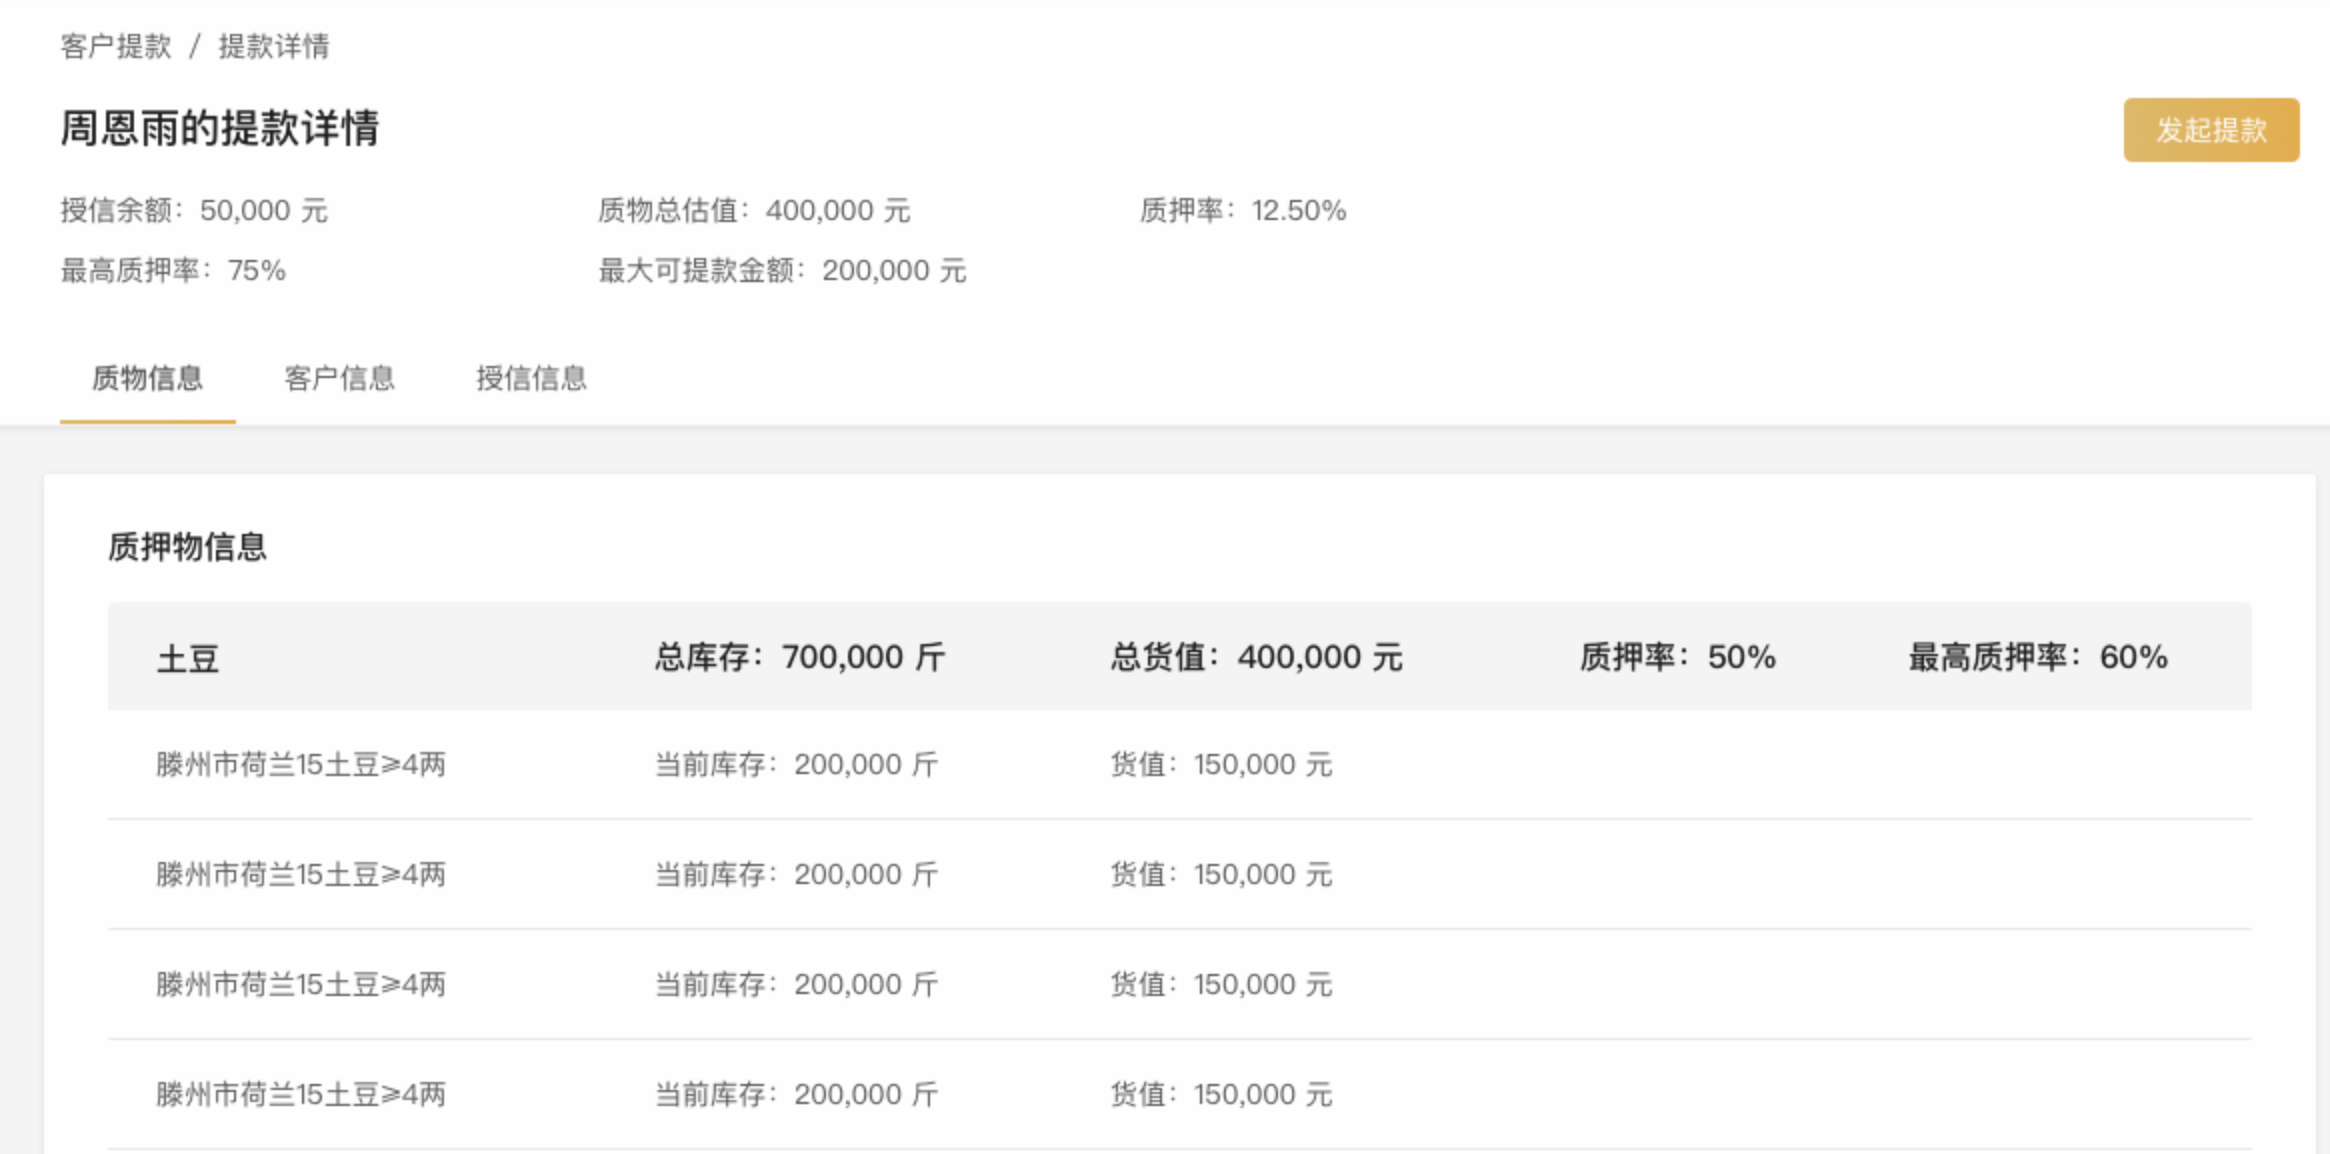 客户提款 / 提款详情
周恩雨的提款详情
发起提款
授信余额：50,000 元 质物总估值：400,000 元 质押率：12.50%
最高质押率：75% 最大可提款金额：200,000 元
质物信息 客户信息 授信信息
质押物信息
土豆 总库存：700,000 斤 总货值：400,000 元 质押率：50% 最高质押率：60%
滕州市荷兰15土豆≥4两 当前库存：200,000 斤 货值：150,000 元
滕州市荷兰15土豆≥4两 当前库存：200,000 斤 货值：150,000 元
滕州市荷兰15土豆≥4两 当前库存：200,000 斤 货值：150,000 元
滕州市荷兰15土豆≥4两 当前库存：200,000 斤 货值：150,000 元